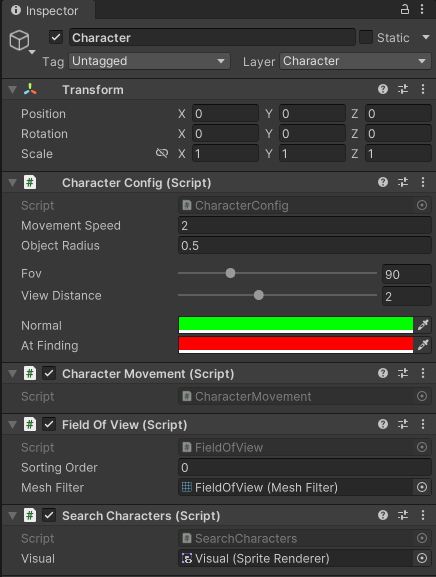 Inspector
Character Static
Tag Untagged Layer Character
Transform
Position X 0 Y 0 Z 0
Rotation X 0 Y 0 Z 0
Scale X 1 Y 1 Z 1
# Character Config (Script)
Script # CharacterConfig
Movement Speed 2
Object Radius 0.5
Fov 90
View Distance 2
Normal
At Finding
# Character Movement (Script)
Script # CharacterMovement
# Field Of View (Script)
Script # FieldOfView
Sorting Order 0
Mesh Filter FieldOfView (Mesh Filter)
# Search Characters (Script)
Script # SearchCharacters
Visual Visual (Sprite Renderer)